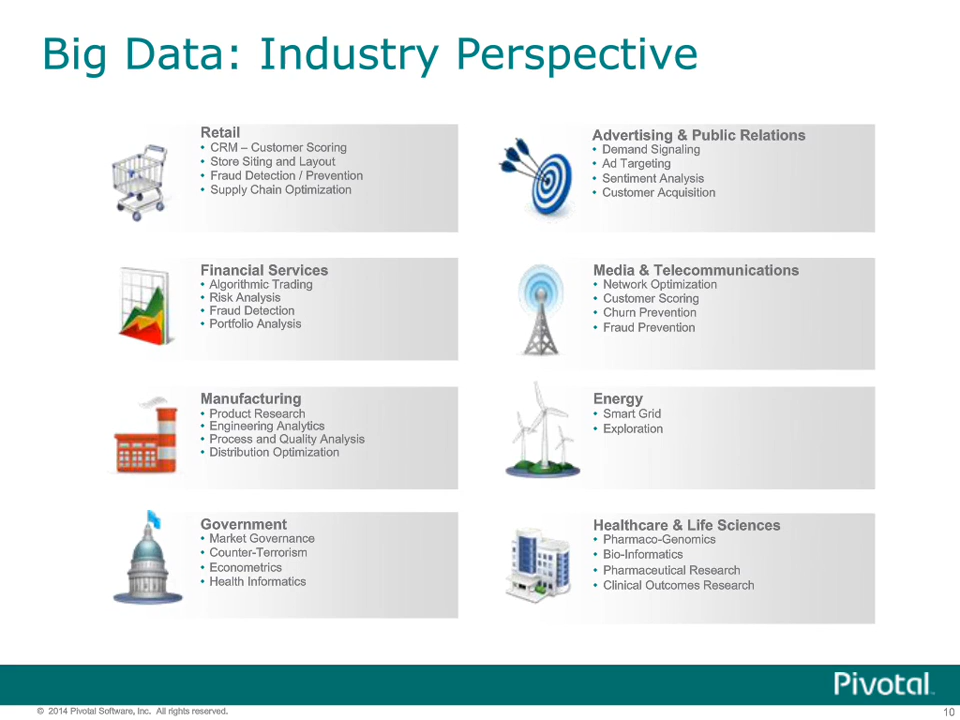 Big Data: Industry Perspective
Retail
• CRM – Customer Scoring
• Store Siting and Layout
• Fraud Detection / Prevention
• Supply Chain Optimization
Advertising & Public Relations
• Demand Signaling
• Ad Targeting
• Sentiment Analysis
• Customer Acquisition
Financial Services
• Algorithmic Trading
• Risk Analysis
• Fraud Detection
• Portfolio Analysis
Media & Telecommunications
• Network Optimization
• Customer Scoring
• Churn Prevention
• Fraud Prevention
Manufacturing
• Product Research
• Engineering Analytics
• Process and Quality Analysis
• Distribution Optimization
Energy
• Smart Grid
• Exploration
Government
• Market Governance
• Counter-Terrorism
• Econometrics
• Health Informatics
Healthcare & Life Sciences
• Pharmaco-Genomics
• Bio-Informatics
• Pharmaceutical Research
• Clinical Outcomes Research
Pivotal™
© 2014 Pivotal Software, Inc. All rights reserved.
10